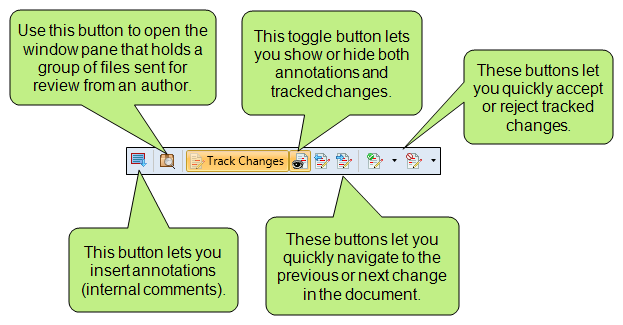 Use this button to open the
window pane that holds a
group of files sent for
review from an author.
This toggle button lets
you show or hide both
annotations and
tracked changes.
These buttons let
you quickly accept
or reject tracked
changes.
Track Changes
This button lets you
insert annotations
(internal comments).
These buttons let you
quickly navigate to the
previous or next change
in the document.